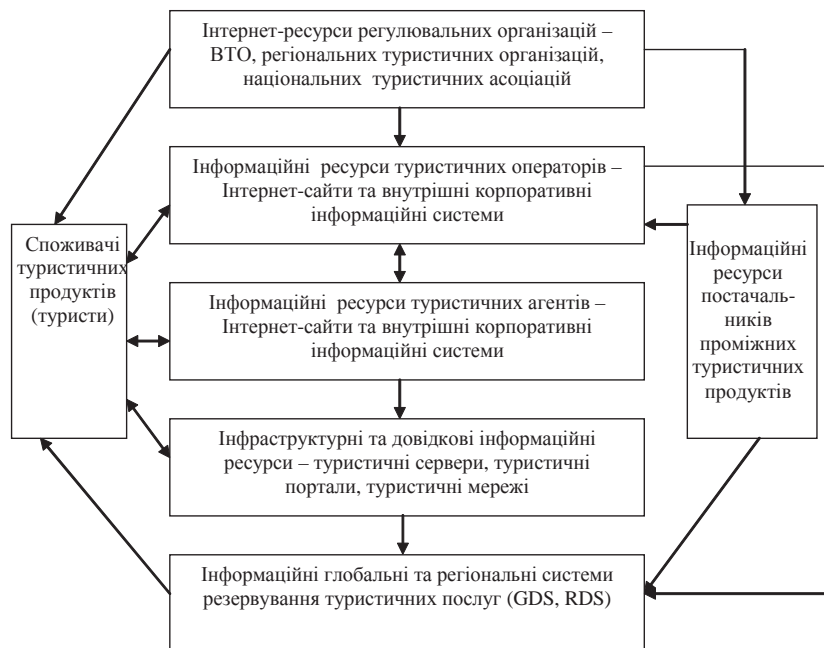 Інтернет-ресурси регулювальних організацій –
ВТО, регіональних туристичних організацій,
національних туристичних асоціацій
Інформаційні ресурси туристичних операторів –
Інтернет-сайти та внутрішні корпоративні
інформаційні системи
Споживачі
туристичних
продуктів
(туристи)
Інформаційні ресурси туристичних агентів –
Інтернет-сайти та внутрішні корпоративні
інформаційні системи
Інформаційні
ресурси
постачаль-
ників
проміжних
туристичних
продуктів
Інфраструктурні та довідкові інформаційні
ресурси – туристичні сервери, туристичні
портали, туристичні мережі
Інформаційні глобальні та регіональні системи
резервування туристичних послуг (GDS, RDS)